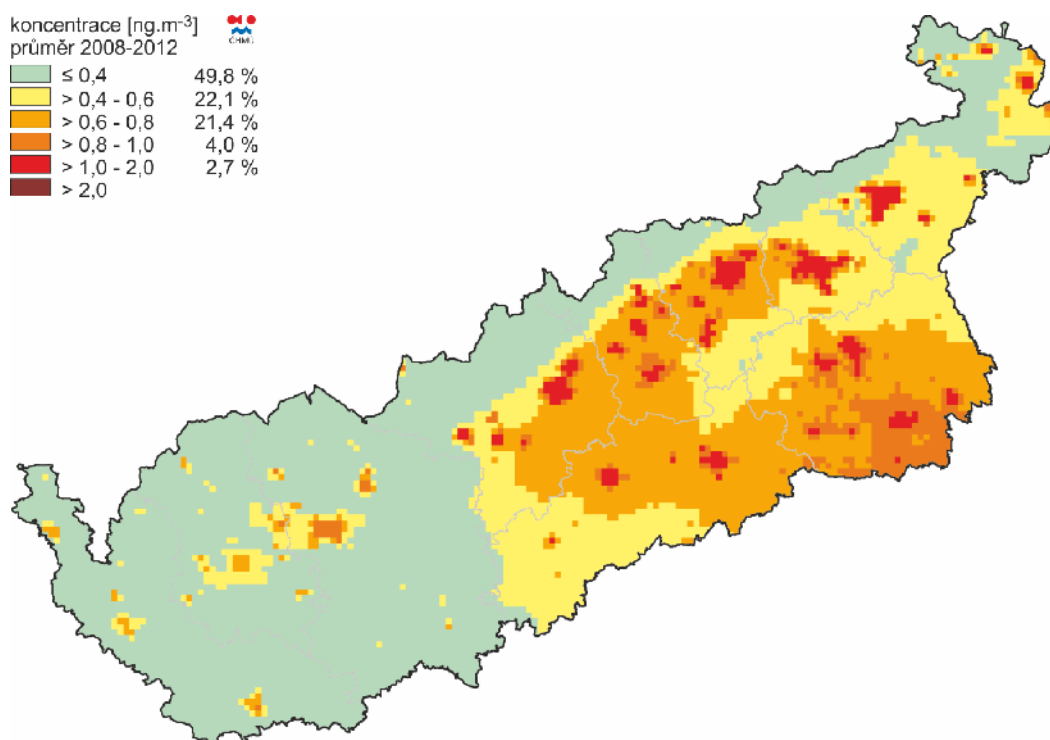 koncentrace [ng.m⁻³]
průměr 2008-2012
ČHMÚ
≤ 0,4 49,8 %
> 0,4 - 0,6 22,1 %
> 0,6 - 0,8 21,4 %
> 0,8 - 1,0 4,0 %
> 1,0 - 2,0 2,7 %
> 2,0